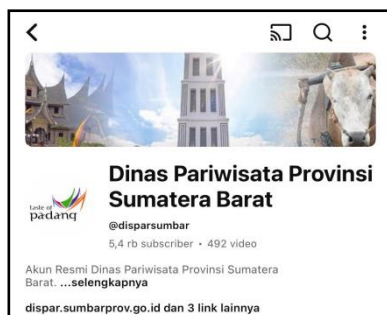 Dinas Pariwisata Provinsi
Sumatera Barat
taste of
padang
@disparsumbar
5,4 rb subscriber • 492 video
Akun Resmi Dinas Pariwisata Provinsi Sumatera
Barat. ...selengkapnya
dispar.sumbarprov.go.id dan 3 link lainnya